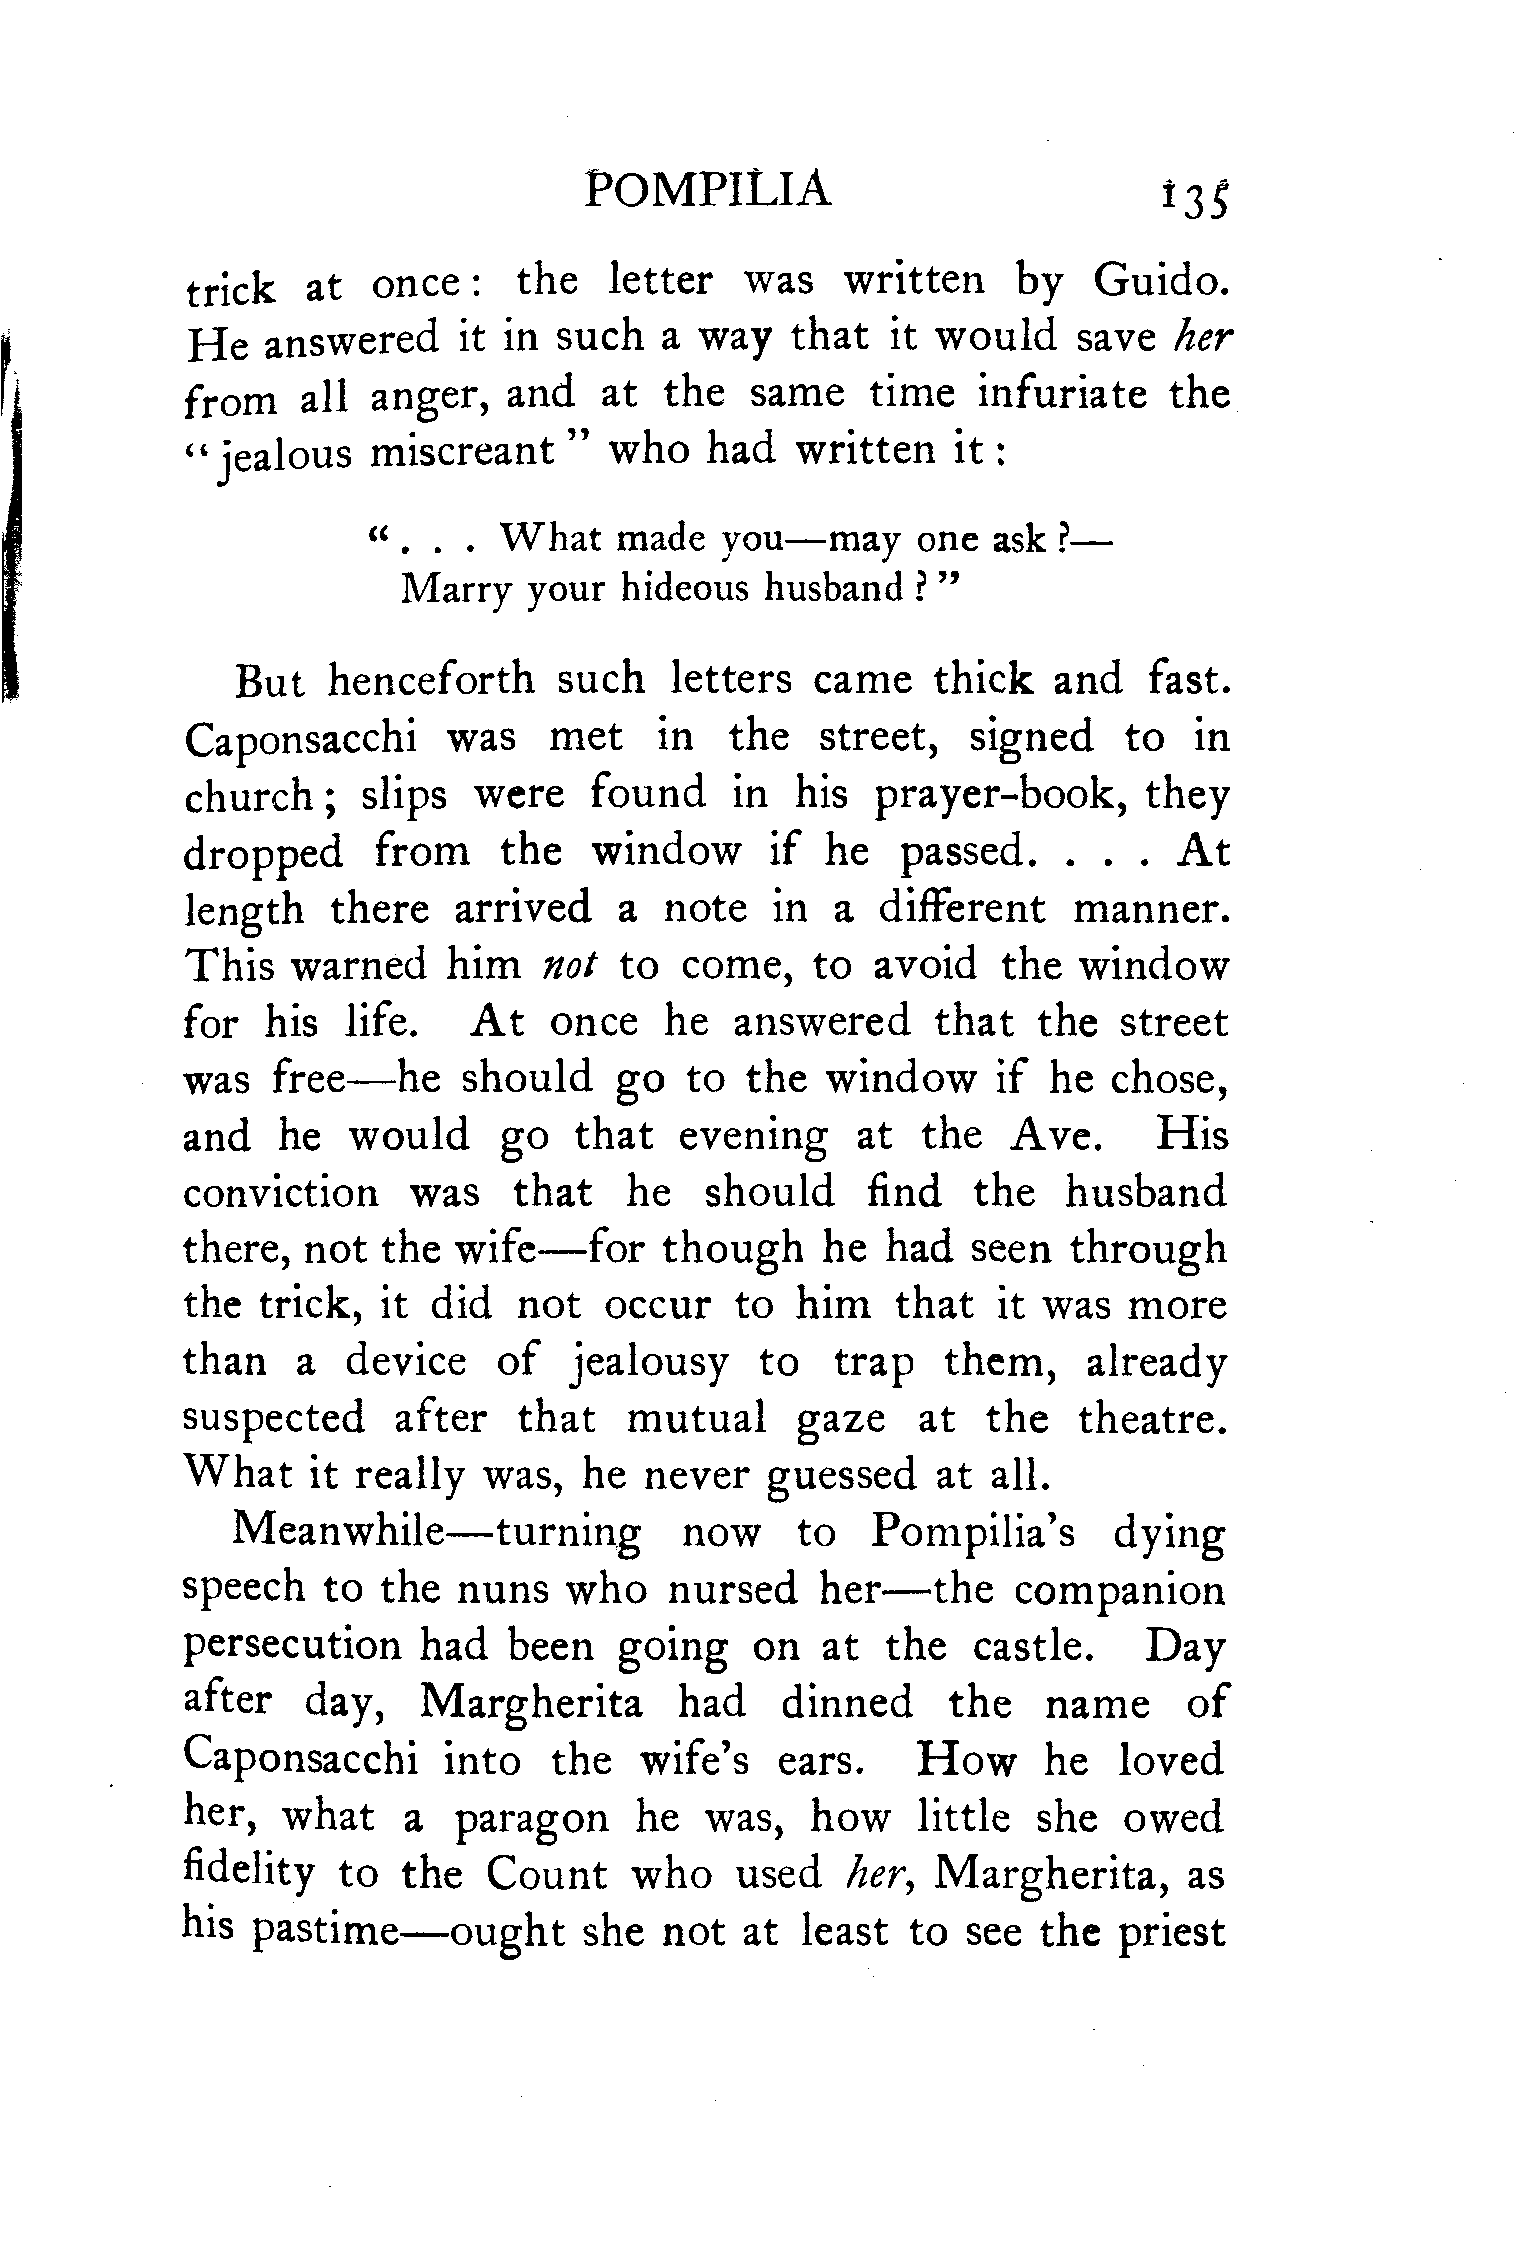 POMPILIA 135
trick at once: the letter was written by Guido.
He answered it in such a way that it would save her
from all anger, and at the same time infuriate the
“jealous miscreant” who had written it:
“. . . What made you—may one ask?—
Marry your hideous husband?”
But henceforth such letters came thick and fast.
Caponsacchi was met in the street, signed to in
church; slips were found in his prayer-book, they
dropped from the window if he passed. . . . At
length there arrived a note in a different manner.
This warned him not to come, to avoid the window
for his life. At once he answered that the street
was free—he should go to the window if he chose,
and he would go that evening at the Ave. His
conviction was that he should find the husband
there, not the wife—for though he had seen through
the trick, it did not occur to him that it was more
than a device of jealousy to trap them, already
suspected after that mutual gaze at the theatre.
What it really was, he never guessed at all.
Meanwhile—turning now to Pompilia’s dying
speech to the nuns who nursed her—the companion
persecution had been going on at the castle. Day
after day, Margherita had dinned the name of
Caponsacchi into the wife’s ears. How he loved
her, what a paragon he was, how little she owed
fidelity to the Count who used her, Margherita, as
his pastime—ought she not at least to see the priest